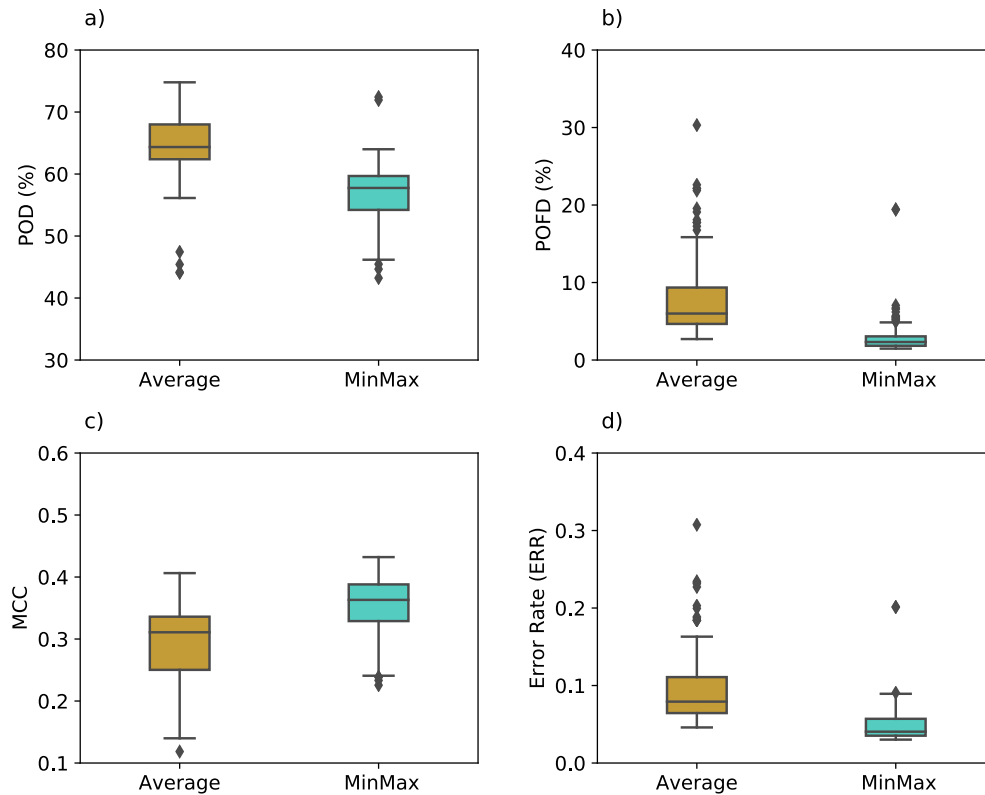 a)
80
70
60
50
40
30
POD (%)
Average
MinMax
b)
40
30
20
10
0
POFD (%)
Average
MinMax
c)
0.6
0.5
0.4
0.3
0.2
0.1
MCC
Average
MinMax
d)
0.4
0.3
0.2
0.1
0.0
Error Rate (ERR)
Average
MinMax